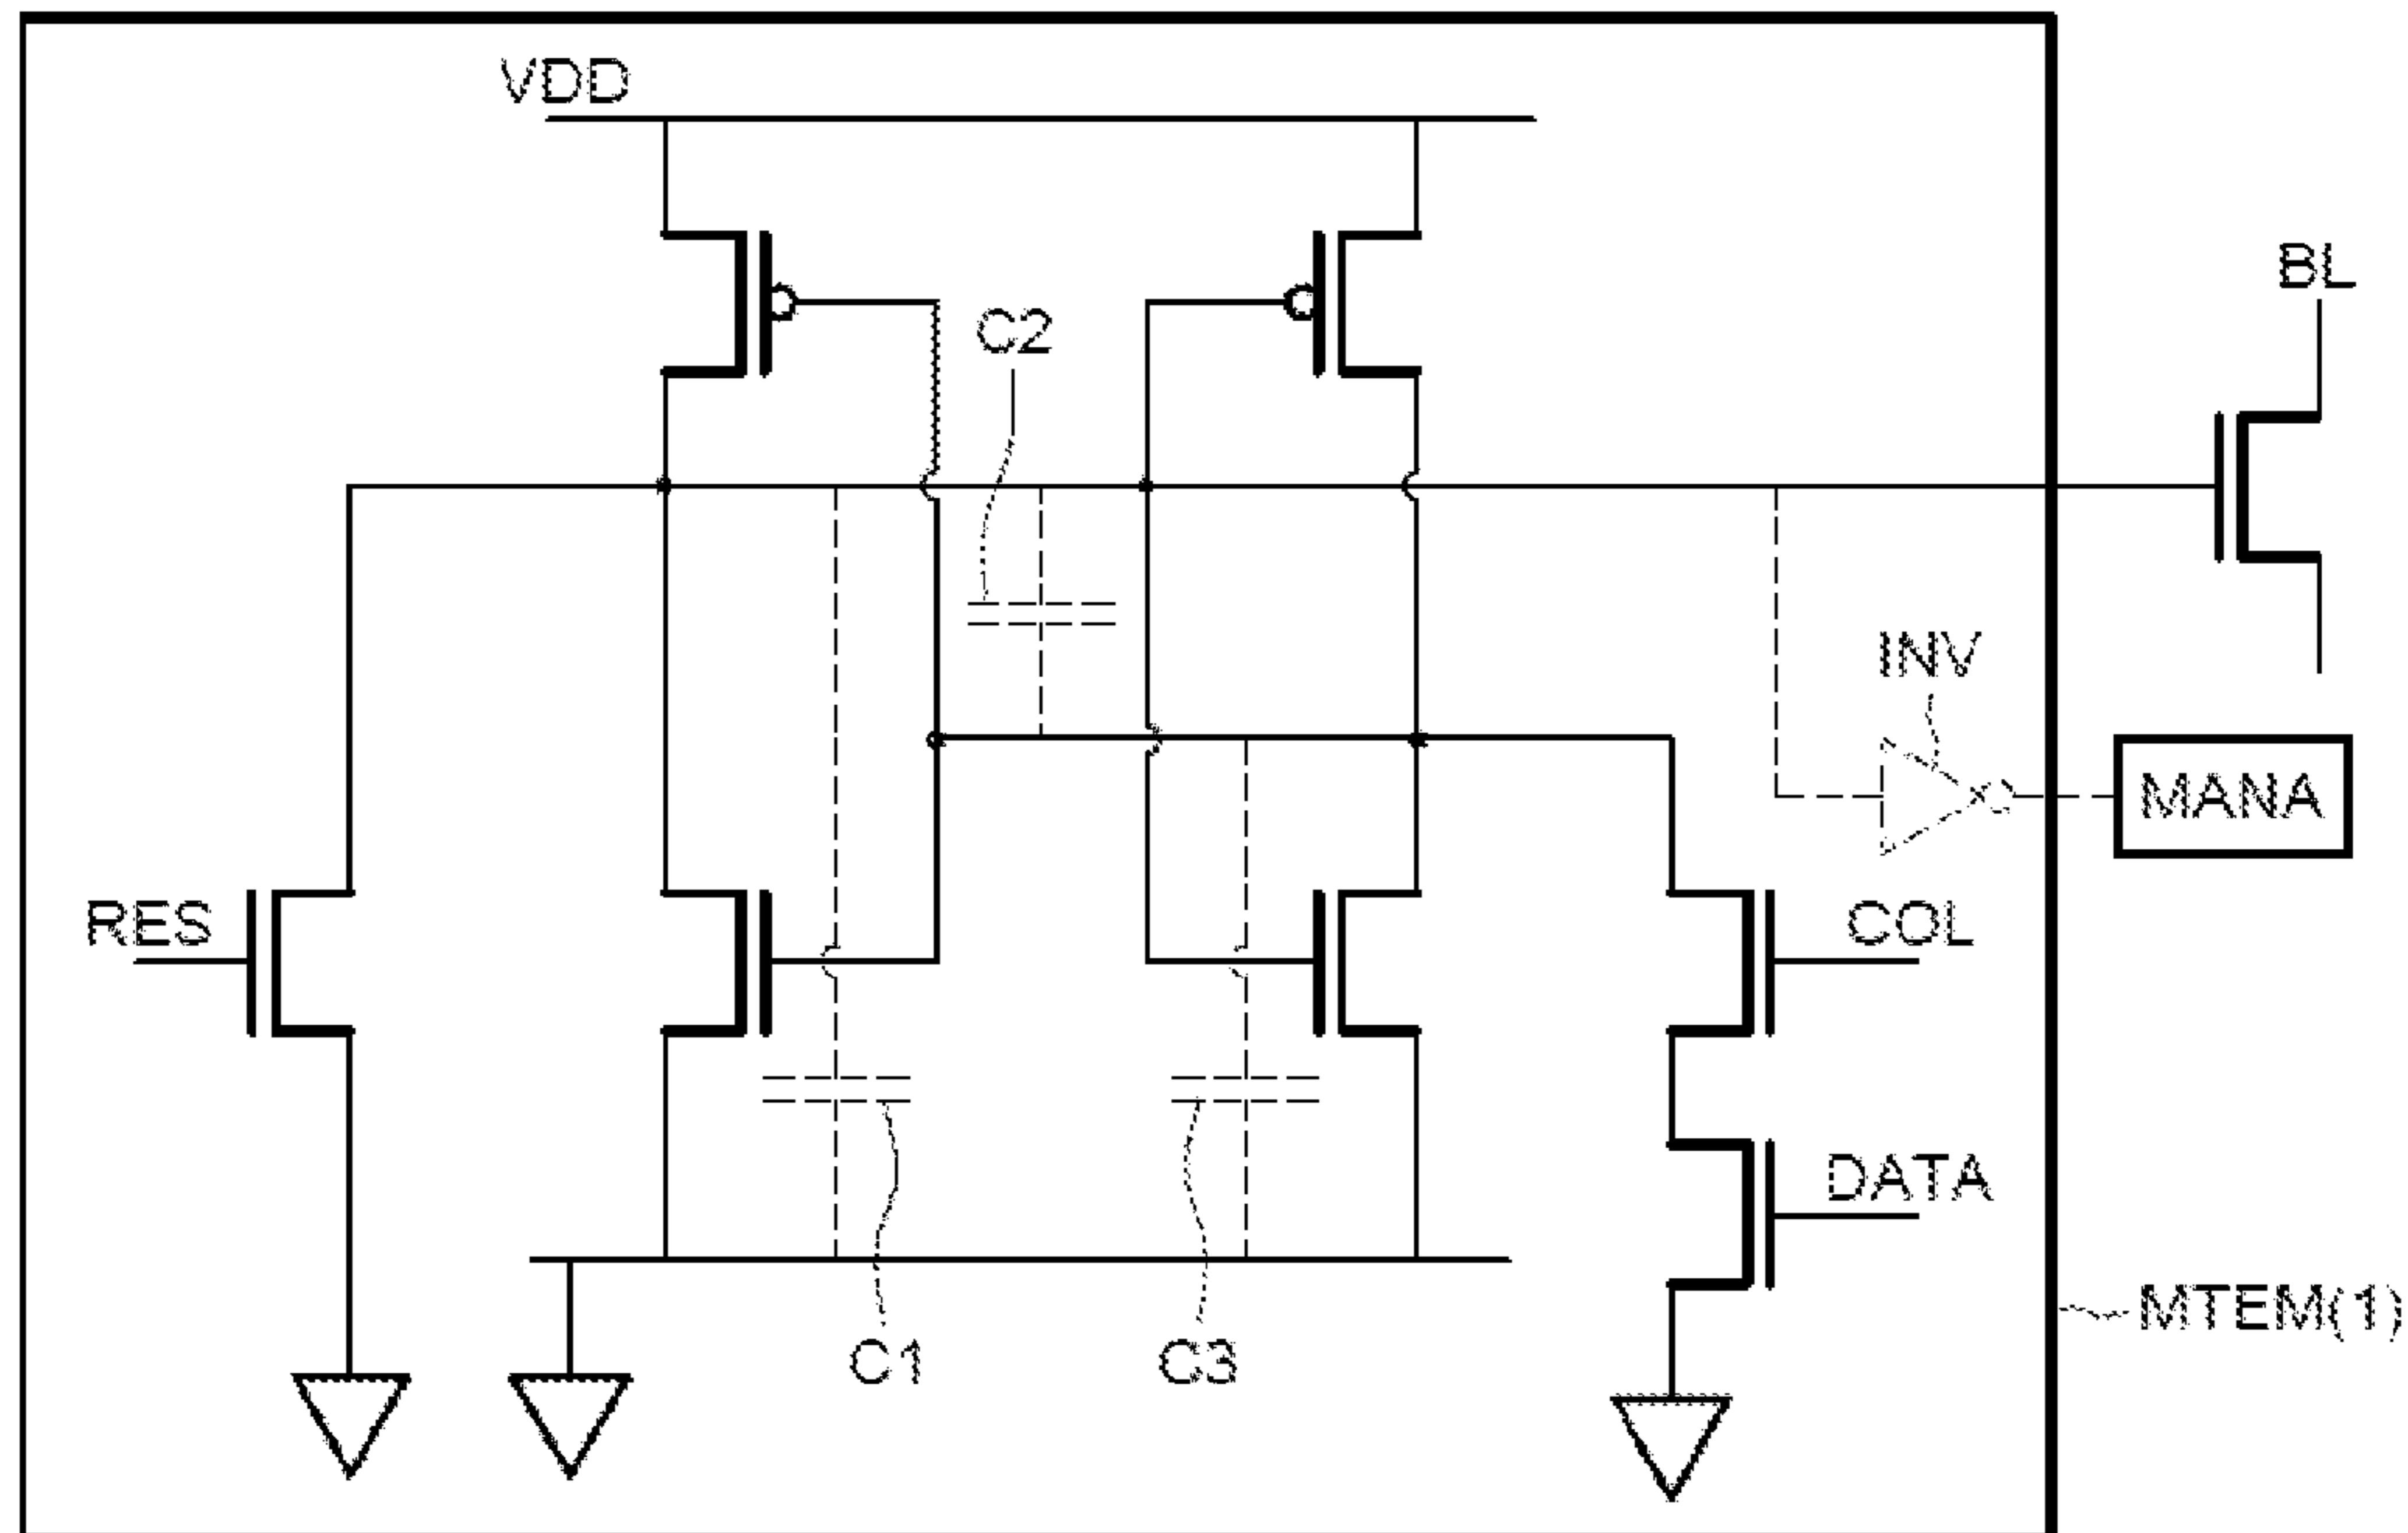 VDD
BL
C2
INV
MANA
RES
COL
DATA
MTEM(1)
C1
C3